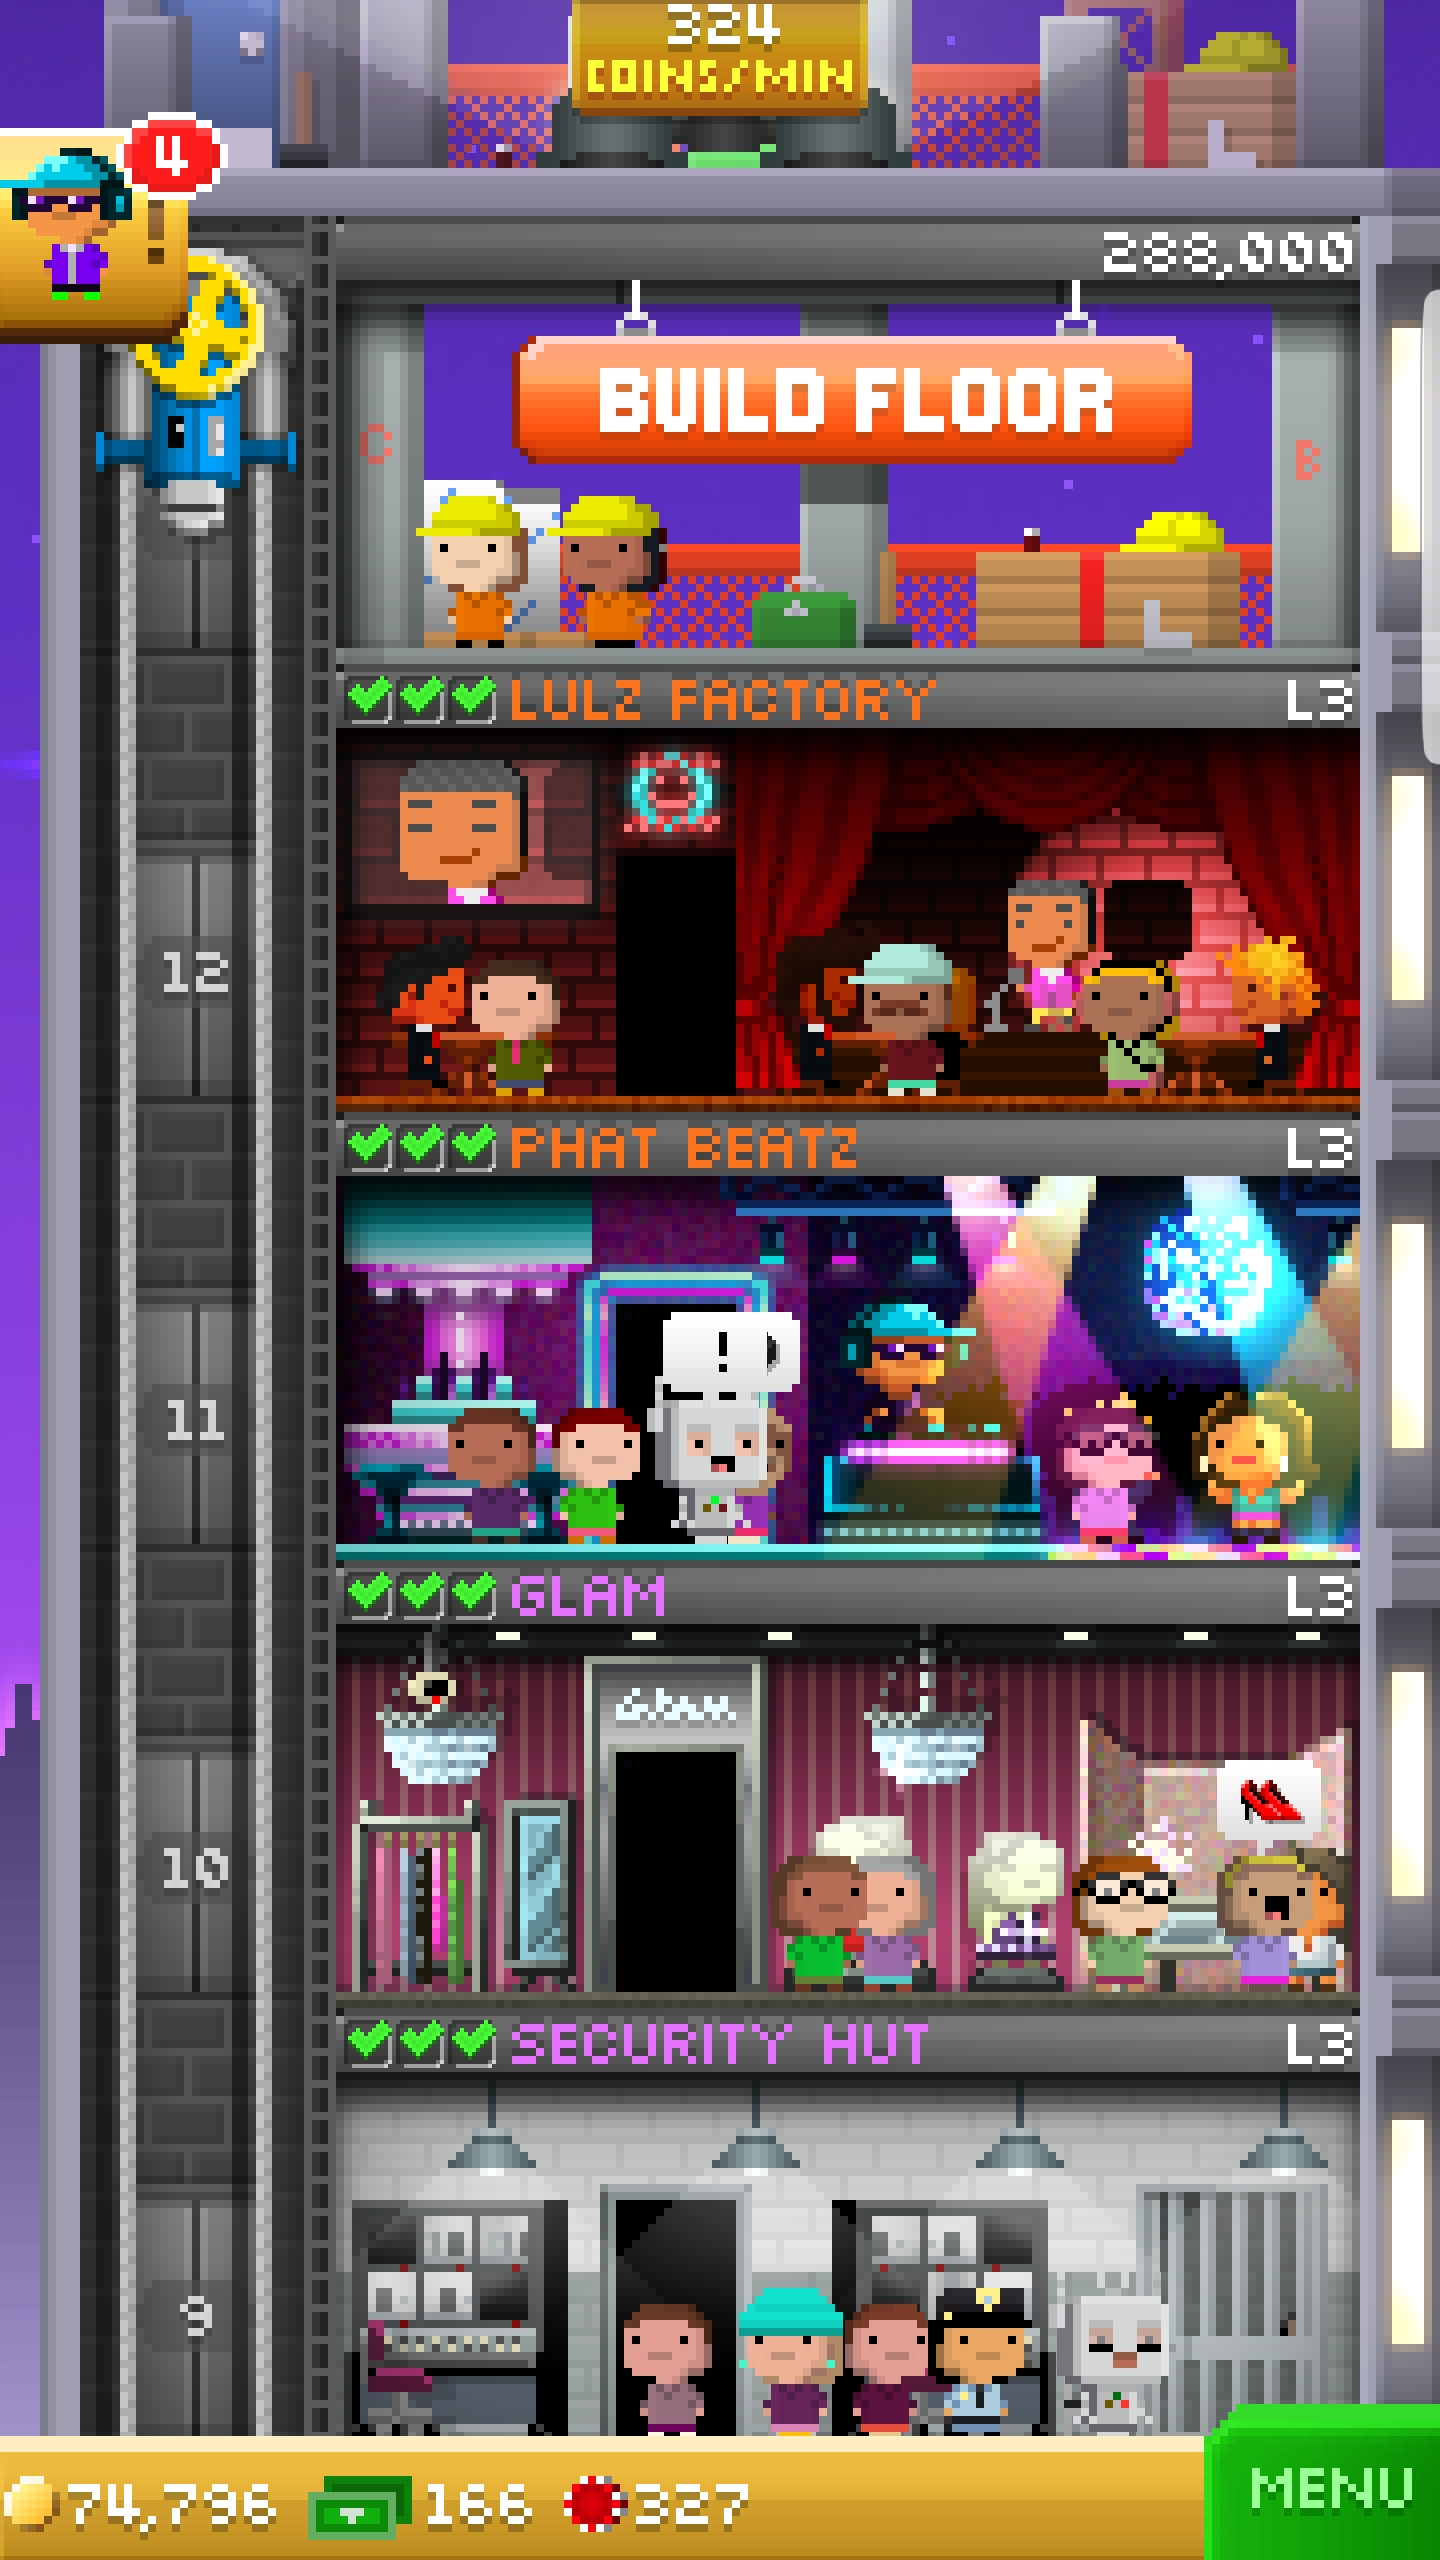 324
COINS/MIN
4
288,000
BUILD FLOOR
C
B
LULZ FACTORY L3
12
PHAT BEATZ L3
!
11
GLAM L3
Glam
10
SECURITY HUT L3
9
74,796 166 327
MENU